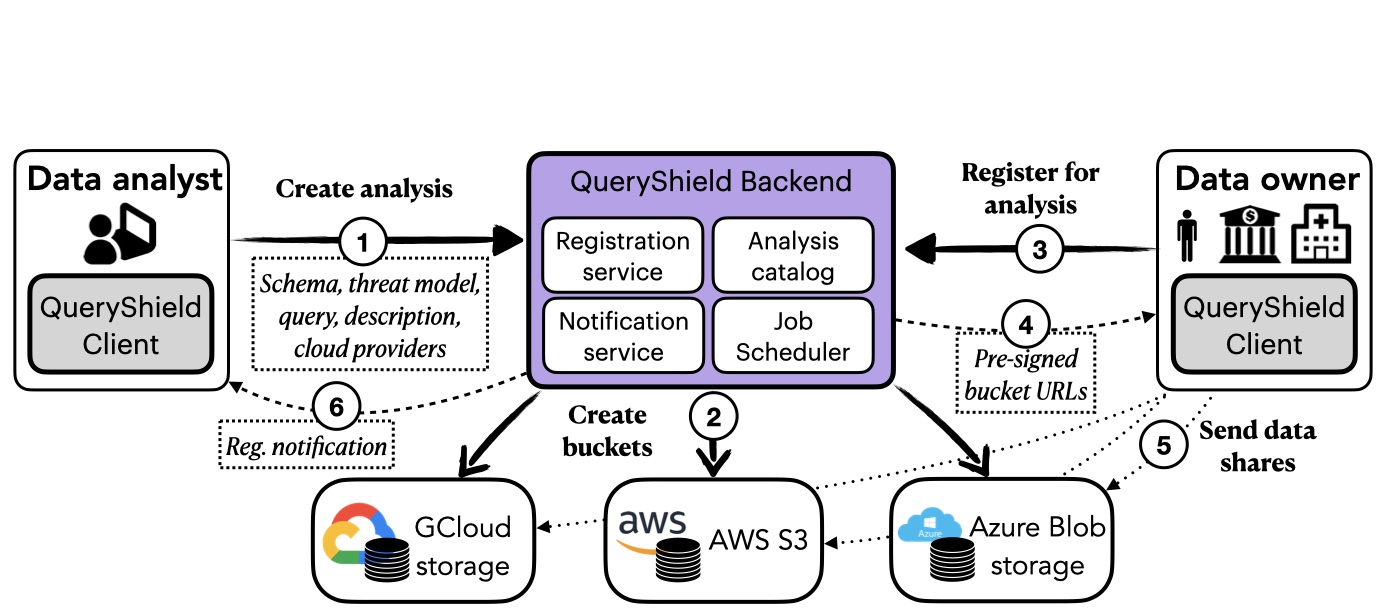 Data analyst
QueryShield
Client
Create analysis
1
Schema, threat model,
query, description,
cloud providers
6
Reg. notification
QueryShield Backend
Registration
service
Analysis
catalog
Notification
service
Job
Scheduler
Register for
analysis
3
4
Pre-signed
bucket URLs
Data owner
$
QueryShield
Client
Create
buckets
2
5
Send data
shares
GCloud
storage
aws
AWS S3
Azure
Azure Blob
storage